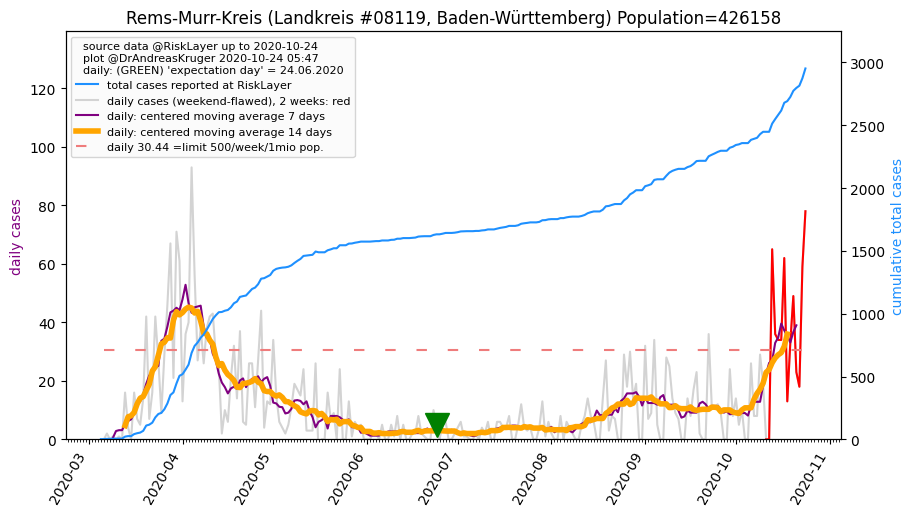 Rems-Murr-Kreis (Landkreis #08119, Baden-Württemberg) Population=426158
source data @RiskLayer up to 2020-10-24
plot @DrAndreasKruger 2020-10-24 05:47
daily: (GREEN) 'expectation day' = 24.06.2020
total cases reported at RiskLayer
daily cases (weekend-flawed), 2 weeks: red
daily: centered moving average 7 days
daily: centered moving average 14 days
daily 30.44 =limit 500/week/1mio pop.
daily cases
120
100
80
60
40
20
0
3000
2500
2000
1500
1000
500
0
cumulative total cases
2020-03
2020-04
2020-05
2020-06
2020-07
2020-08
2020-09
2020-10
2020-11